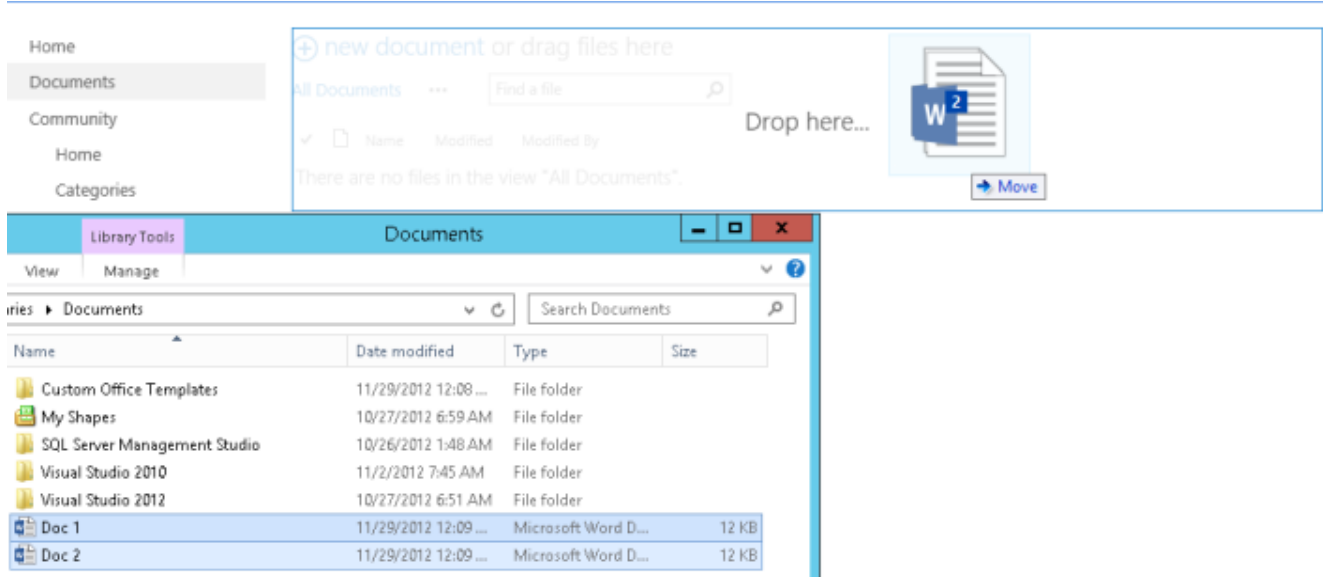 Home
Documents
Community
Home
Categories
new document or drag files here
All Documents ... Find a file
Name Modified Modified By
There are no files in the view "All Documents".
Drop here...
W 2
Move
Library Tools Documents
View Manage
ries Documents Search Documents
Name Date modified Type Size
Custom Office Templates 11/29/2012 12:08 ... File folder
My Shapes 10/27/2012 6:59 AM File folder
SQL Server Management Studio 10/26/2012 1:48 AM File folder
Visual Studio 2010 11/2/2012 7:45 AM File folder
Visual Studio 2012 10/27/2012 6:51 AM File folder
Doc 1 11/29/2012 12:09 ... Microsoft Word D... 12 KB
Doc 2 11/29/2012 12:09 ... Microsoft Word D... 12 KB